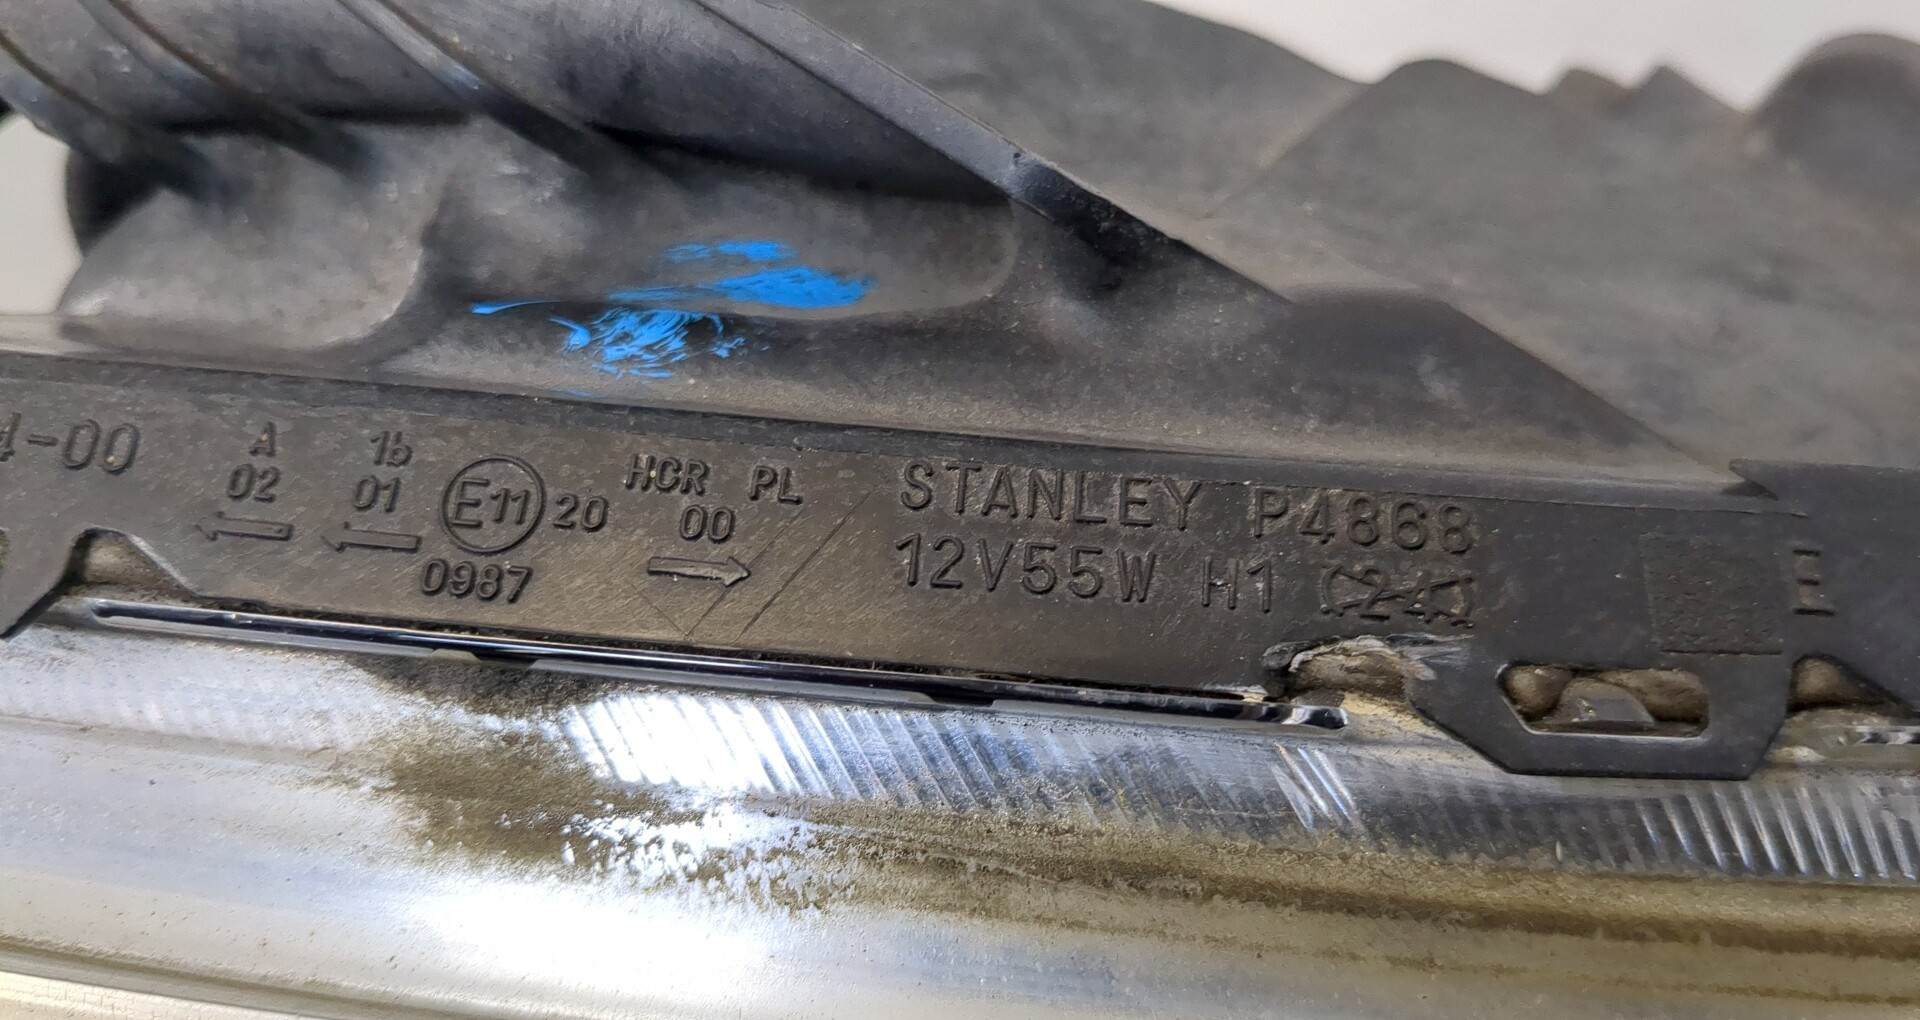 4-00
A 1b HCR PL STANLEY P4868
02 01 E11 20 00 12V55W H1
0987
E